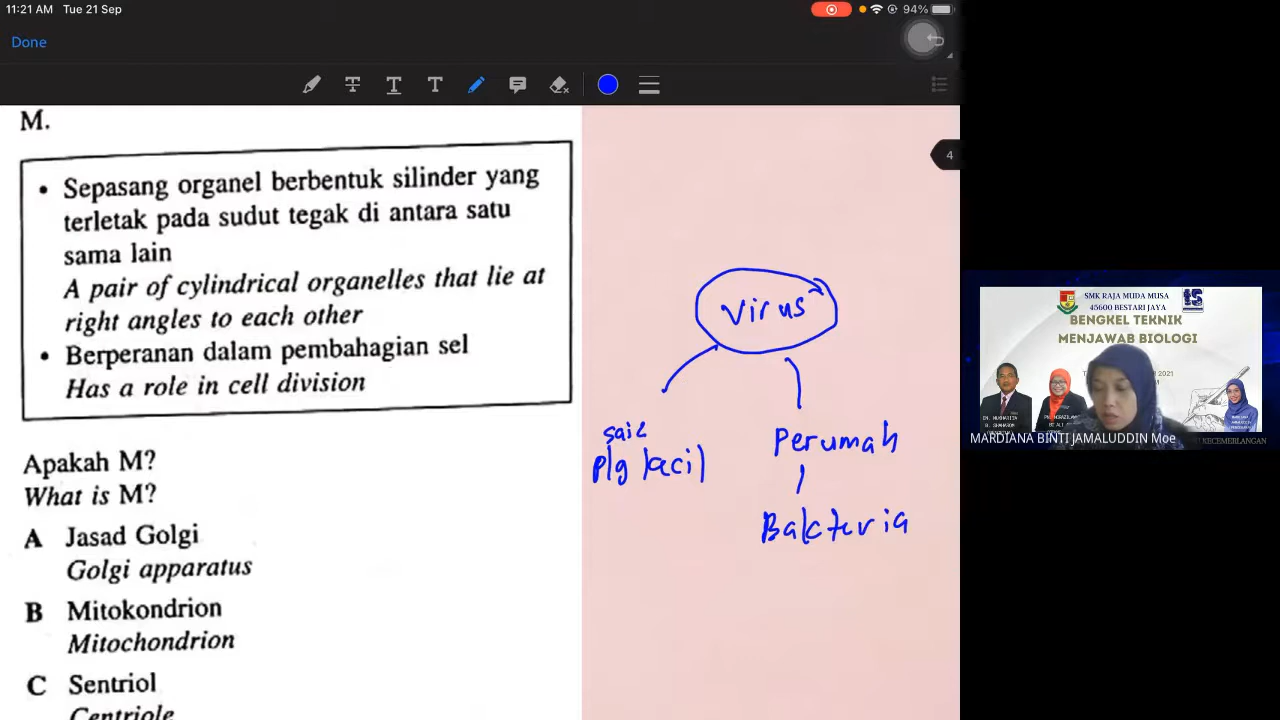 11:21 AM Tue 21 Sep
94%
Done
T T
4
M.
• Sepasang organel berbentuk silinder yang
terletak pada sudut tegak di antara satu
sama lain
A pair of cylindrical organelles that lie at
right angles to each other
• Berperanan dalam pembahagian sel
Has a role in cell division
Apakah M?
What is M?
A Jasad Golgi
Golgi apparatus
B Mitokondrion
Mitochondrion
C Sentriol
Centriole
Virus
saiz
plg kecil
Perumah
Bakteria
SMK RAJA MUDA MUSA
45600 BESTARI JAYA
ts
BENGKEL TEKNIK
MENJAWAB BIOLOGI
2021
MARDIANA BINTI JAMALUDDIN Moe
KECEMERLANGAN